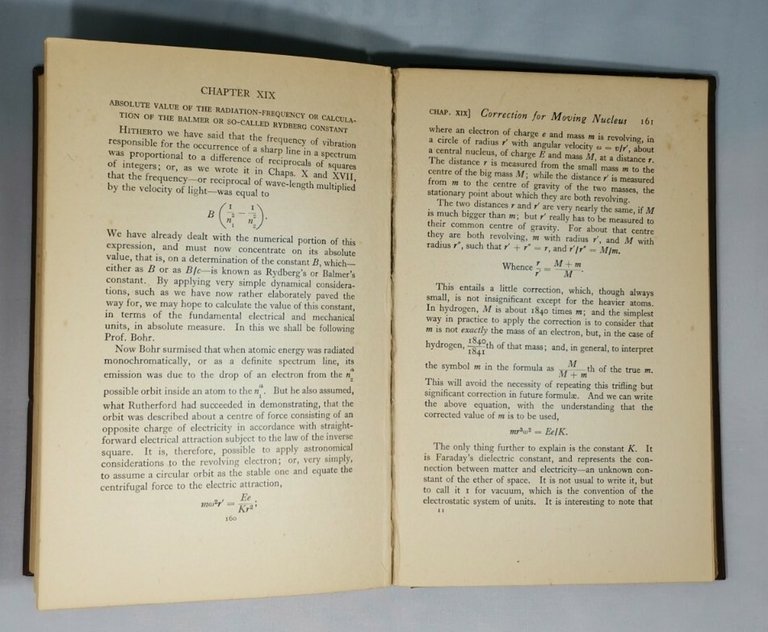 CHAPTER XIX
ABSOLUTE VALUE OF THE RADIATION-FREQUENCY OR CALCULA-
TION OF THE BALMER OR SO-CALLED RYDBERG CONSTANT
HITHERTO we have said that the frequency of vibration
responsible for the occurrence of a sharp line in a spectrum
was proportional to a difference of reciprocals of squares
of integers; or, as we wrote it in Chaps. X and XVII,
that the frequency—or reciprocal of wave-length multiplied
by the velocity of light—was equal to
B (1/n₁² − 1/n₂²).
We have already dealt with the numerical portion of this
expression, and must now concentrate on its absolute
value, that is, on a determination of the constant B, which—
either as B or as B/c—is known as Rydberg's or Balmer's
constant. By applying very simple dynamical considera-
tions, such as we have now rather elaborately paved the
way for, we may hope to calculate the value of this constant,
in terms of the fundamental electrical and mechanical
units, in absolute measure. In this we shall be following
Prof. Bohr.
Now Bohr surmised that when atomic energy was radiated
monochromatically, or as a definite spectrum line, its
emission was due to the drop of an electron from the n₂th
possible orbit inside an atom to the n₁th. But he also assumed,
what Rutherford had succeeded in demonstrating, that the
orbit was described about a centre of force consisting of an
opposite charge of electricity in accordance with straight-
forward electrical attraction subject to the law of the inverse
square. It is, therefore, possible to apply astronomical
considerations to the revolving electron; or, very simply,
to assume a circular orbit as the stable one and equate the
centrifugal force to the electric attraction,
mω²r′ = Ee/Kr²;
160
CHAP. XIX] Correction for Moving Nucleus 161
where an electron of charge e and mass m is revolving, in
a circle of radius r′ with angular velocity ω = v/r′, about
a central nucleus, of charge E and mass M, at a distance r.
The distance r is measured from the small mass m to the
centre of the big mass M; while the distance r′ is measured
from m to the centre of gravity of the two masses, the
stationary point about which they are both revolving.
The two distances r and r′ are very nearly the same, if M
is much bigger than m; but r′ really has to be measured to
their common centre of gravity. For about that centre
they are both revolving, m with radius r′, and M with
radius r″, such that r′ + r″ = r, and r′/r″ = M/m.
Whence r/r′ = M + m/M.
This entails a little correction, which, though always
small, is not insignificant except for the heavier atoms.
In hydrogen, M is about 1840 times m; and the simplest
way in practice to apply the correction is to consider that
m is not exactly the mass of an electron, but, in the case of
hydrogen, 1840/1841th of that mass; and, in general, to interpret
the symbol m in the formula as M/M + m th of the true m.
This will avoid the necessity of repeating this trifling but
significant correction in future formulæ. And we can write
the above equation, with the understanding that the
corrected value of m is to be used,
mr³ω² = Ee/K.
The only thing further to explain is the constant K. It
is Faraday's dielectric constant, and represents the con-
nection between matter and electricity—an unknown con-
stant of the ether of space. It is not usual to write it, but
to call it 1 for vacuum, which is the convention of the
electrostatic system of units. It is interesting to note that
11